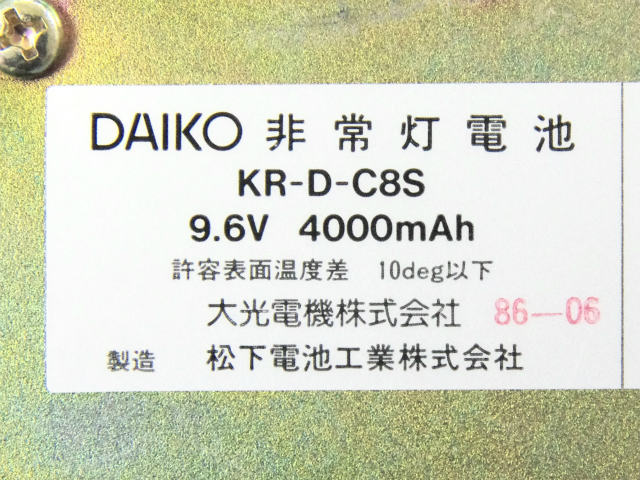 DAIKO 非常灯電池
KR-D-C8S
9.6V 4000mAh
許容表面温度差 10deg以下
大光電機株式会社 86-06
製造 松下電池工業株式会社